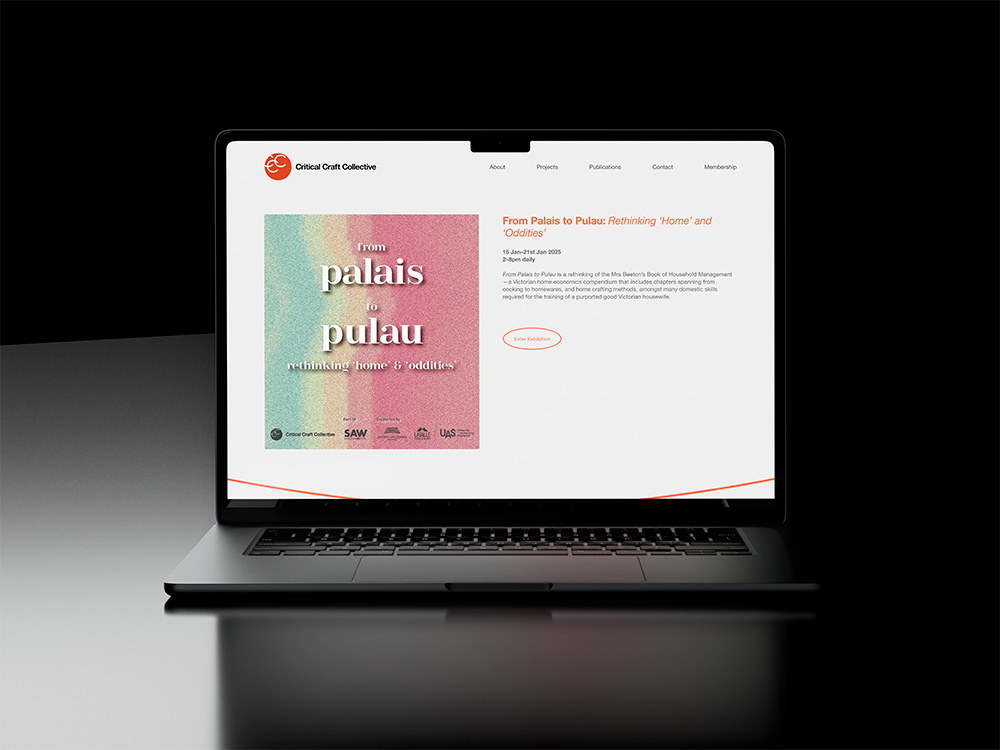 Critical Craft Collective
About Projects Publications Contact Membership
from
palais
to
pulau
rethinking 'home' & 'oddities'
Part Of
Supported by
Critical Craft Collective
SAW
LASALLE
UAS
From Palais to Pulau: Rethinking ‘Home’ and
‘Oddities’
15 Jan–21st Jan 2025
2–8pm daily
From Palais to Pulau is a rethinking of the Mrs Beeton's Book of Household Management
—a Victorian home economics compendium that includes chapters spanning from
cooking to homewares, and home crafting methods, amongst many domestic skills
required for the training of a purported good Victorian housewife.
Enter Exhibition